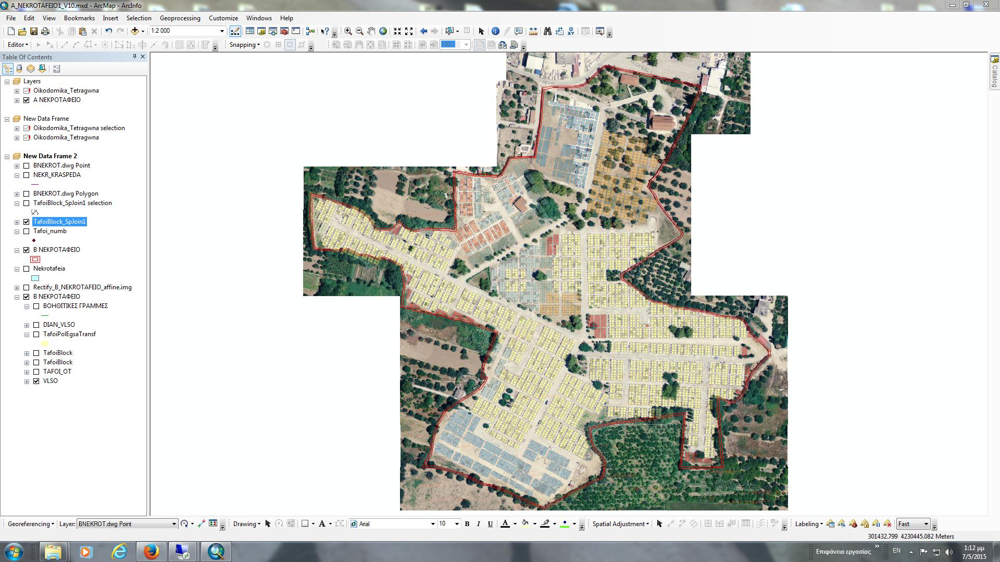 A_NEKROTAFEIO1_V10.mxd - ArcMap - ArcInfo
File Edit View Bookmarks Insert Selection Geoprocessing Customize Windows Help
1:2 000
Editor Snapping 100%
Table Of Contents
Catalog
Layers
Oikodomika_Tetragwna
Α ΝΕΚΡΟΤΑΦΕΙΟ
New Data Frame
Oikodomika_Tetragwna selection
Oikodomika_Tetragwna
New Data Frame 2
BNEKROT.dwg Point
NEKR_KRASPEDA
BNEKROT.dwg Polygon
TafoiBlock_SpJoin1 selection
TafoiBlock_SpJoin1
Tafoi_numb
Β ΝΕΚΡΟΤΑΦΕΙΟ
Nekrotafeia
Rectify_B_NEKROTAFEIO_affine.img
Β ΝΕΚΡΟΤΑΦΕΙΟ
ΒΟΗΘΙΤΙΚΕΣ ΓΡΑΜΜΕΣ
DIAN_VLSO
TafoiPolEgsaTransf
TafoiBlock
TafoiBlock
TAFOI_OT
VLSO
Georeferencing Layer: BNEKROT.dwg Point Drawing A Arial 10 B I U A Spatial Adjustment Labeling Fast
301432.799 4230445.082 Meters
Επιφάνεια εργασίας » EN 1:12 μμ
7/5/2015